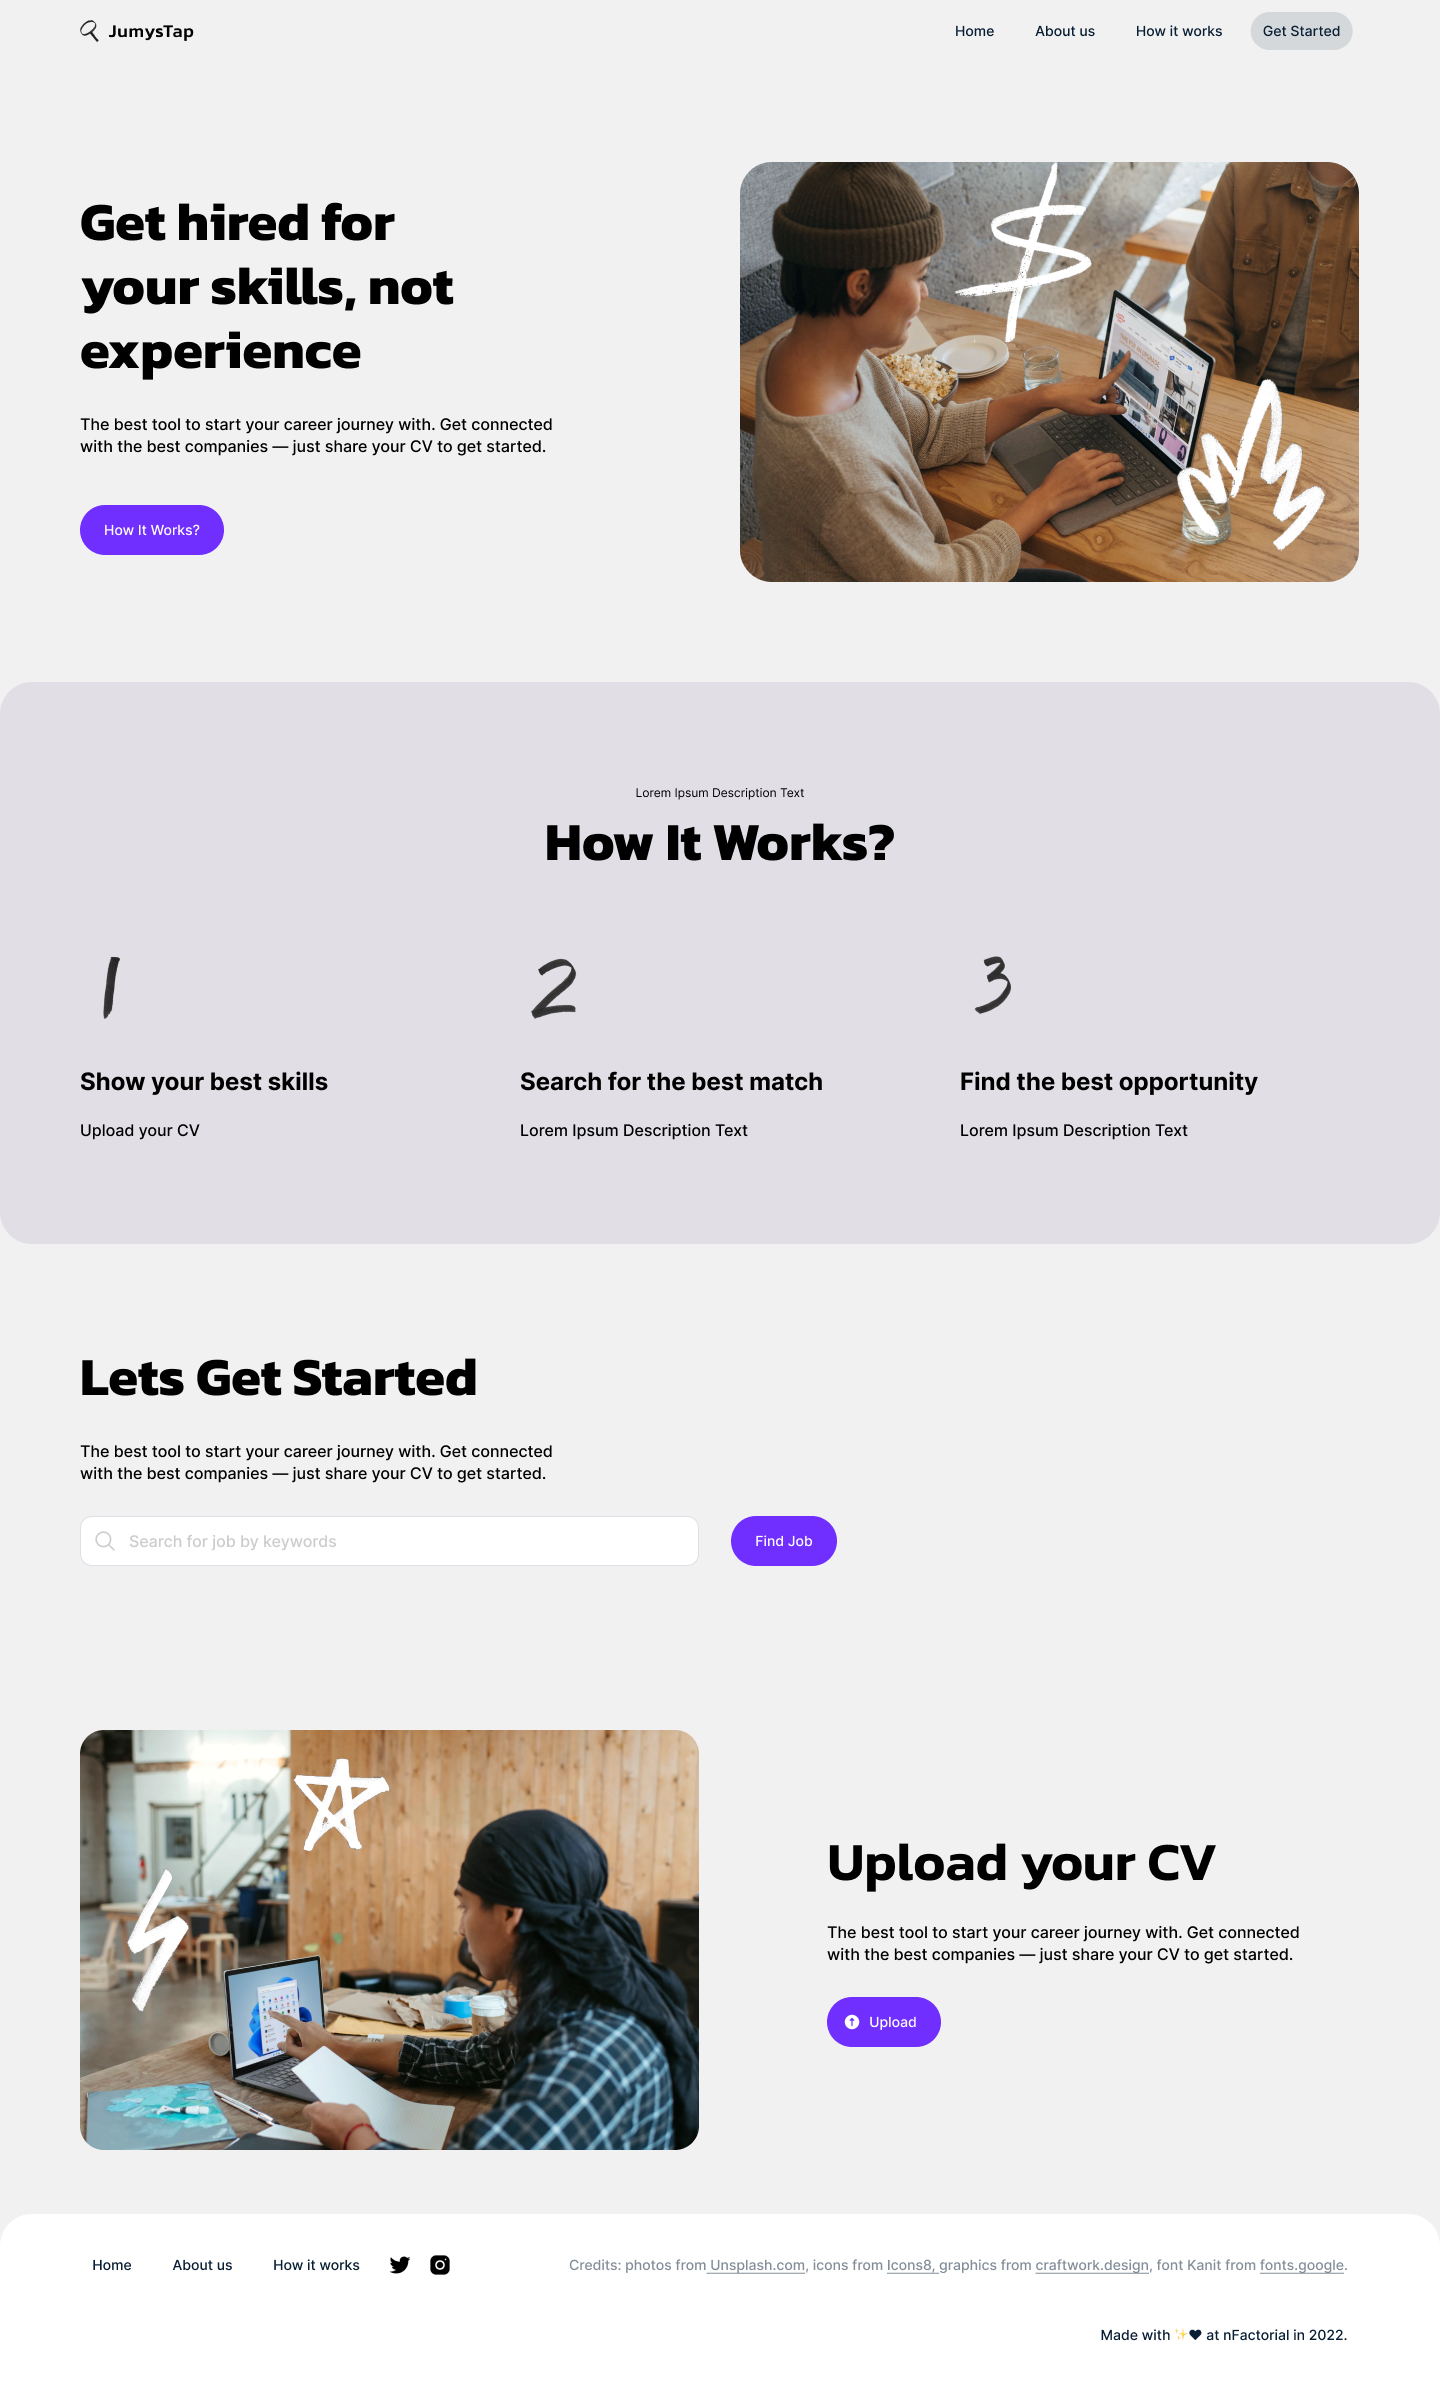 JumysTap
Home
About us
How it works
Get Started
Get hired for
your skills, not
experience
The best tool to start your career journey with. Get connected
with the best companies — just share your CV to get started.
How It Works?
Lorem Ipsum Description Text
How It Works?
1
2
3
Show your best skills
Search for the best match
Find the best opportunity
Upload your CV
Lorem Ipsum Description Text
Lorem Ipsum Description Text
Lets Get Started
The best tool to start your career journey with. Get connected
with the best companies — just share your CV to get started.
Search for job by keywords
Find Job
117
Upload your CV
The best tool to start your career journey with. Get connected
with the best companies — just share your CV to get started.
Upload
Home
About us
How it works
Credits: photos from Unsplash.com, icons from Icons8, graphics from craftwork.design, font Kanit from fonts.google.
Made with ✨❤ at nFactorial in 2022.